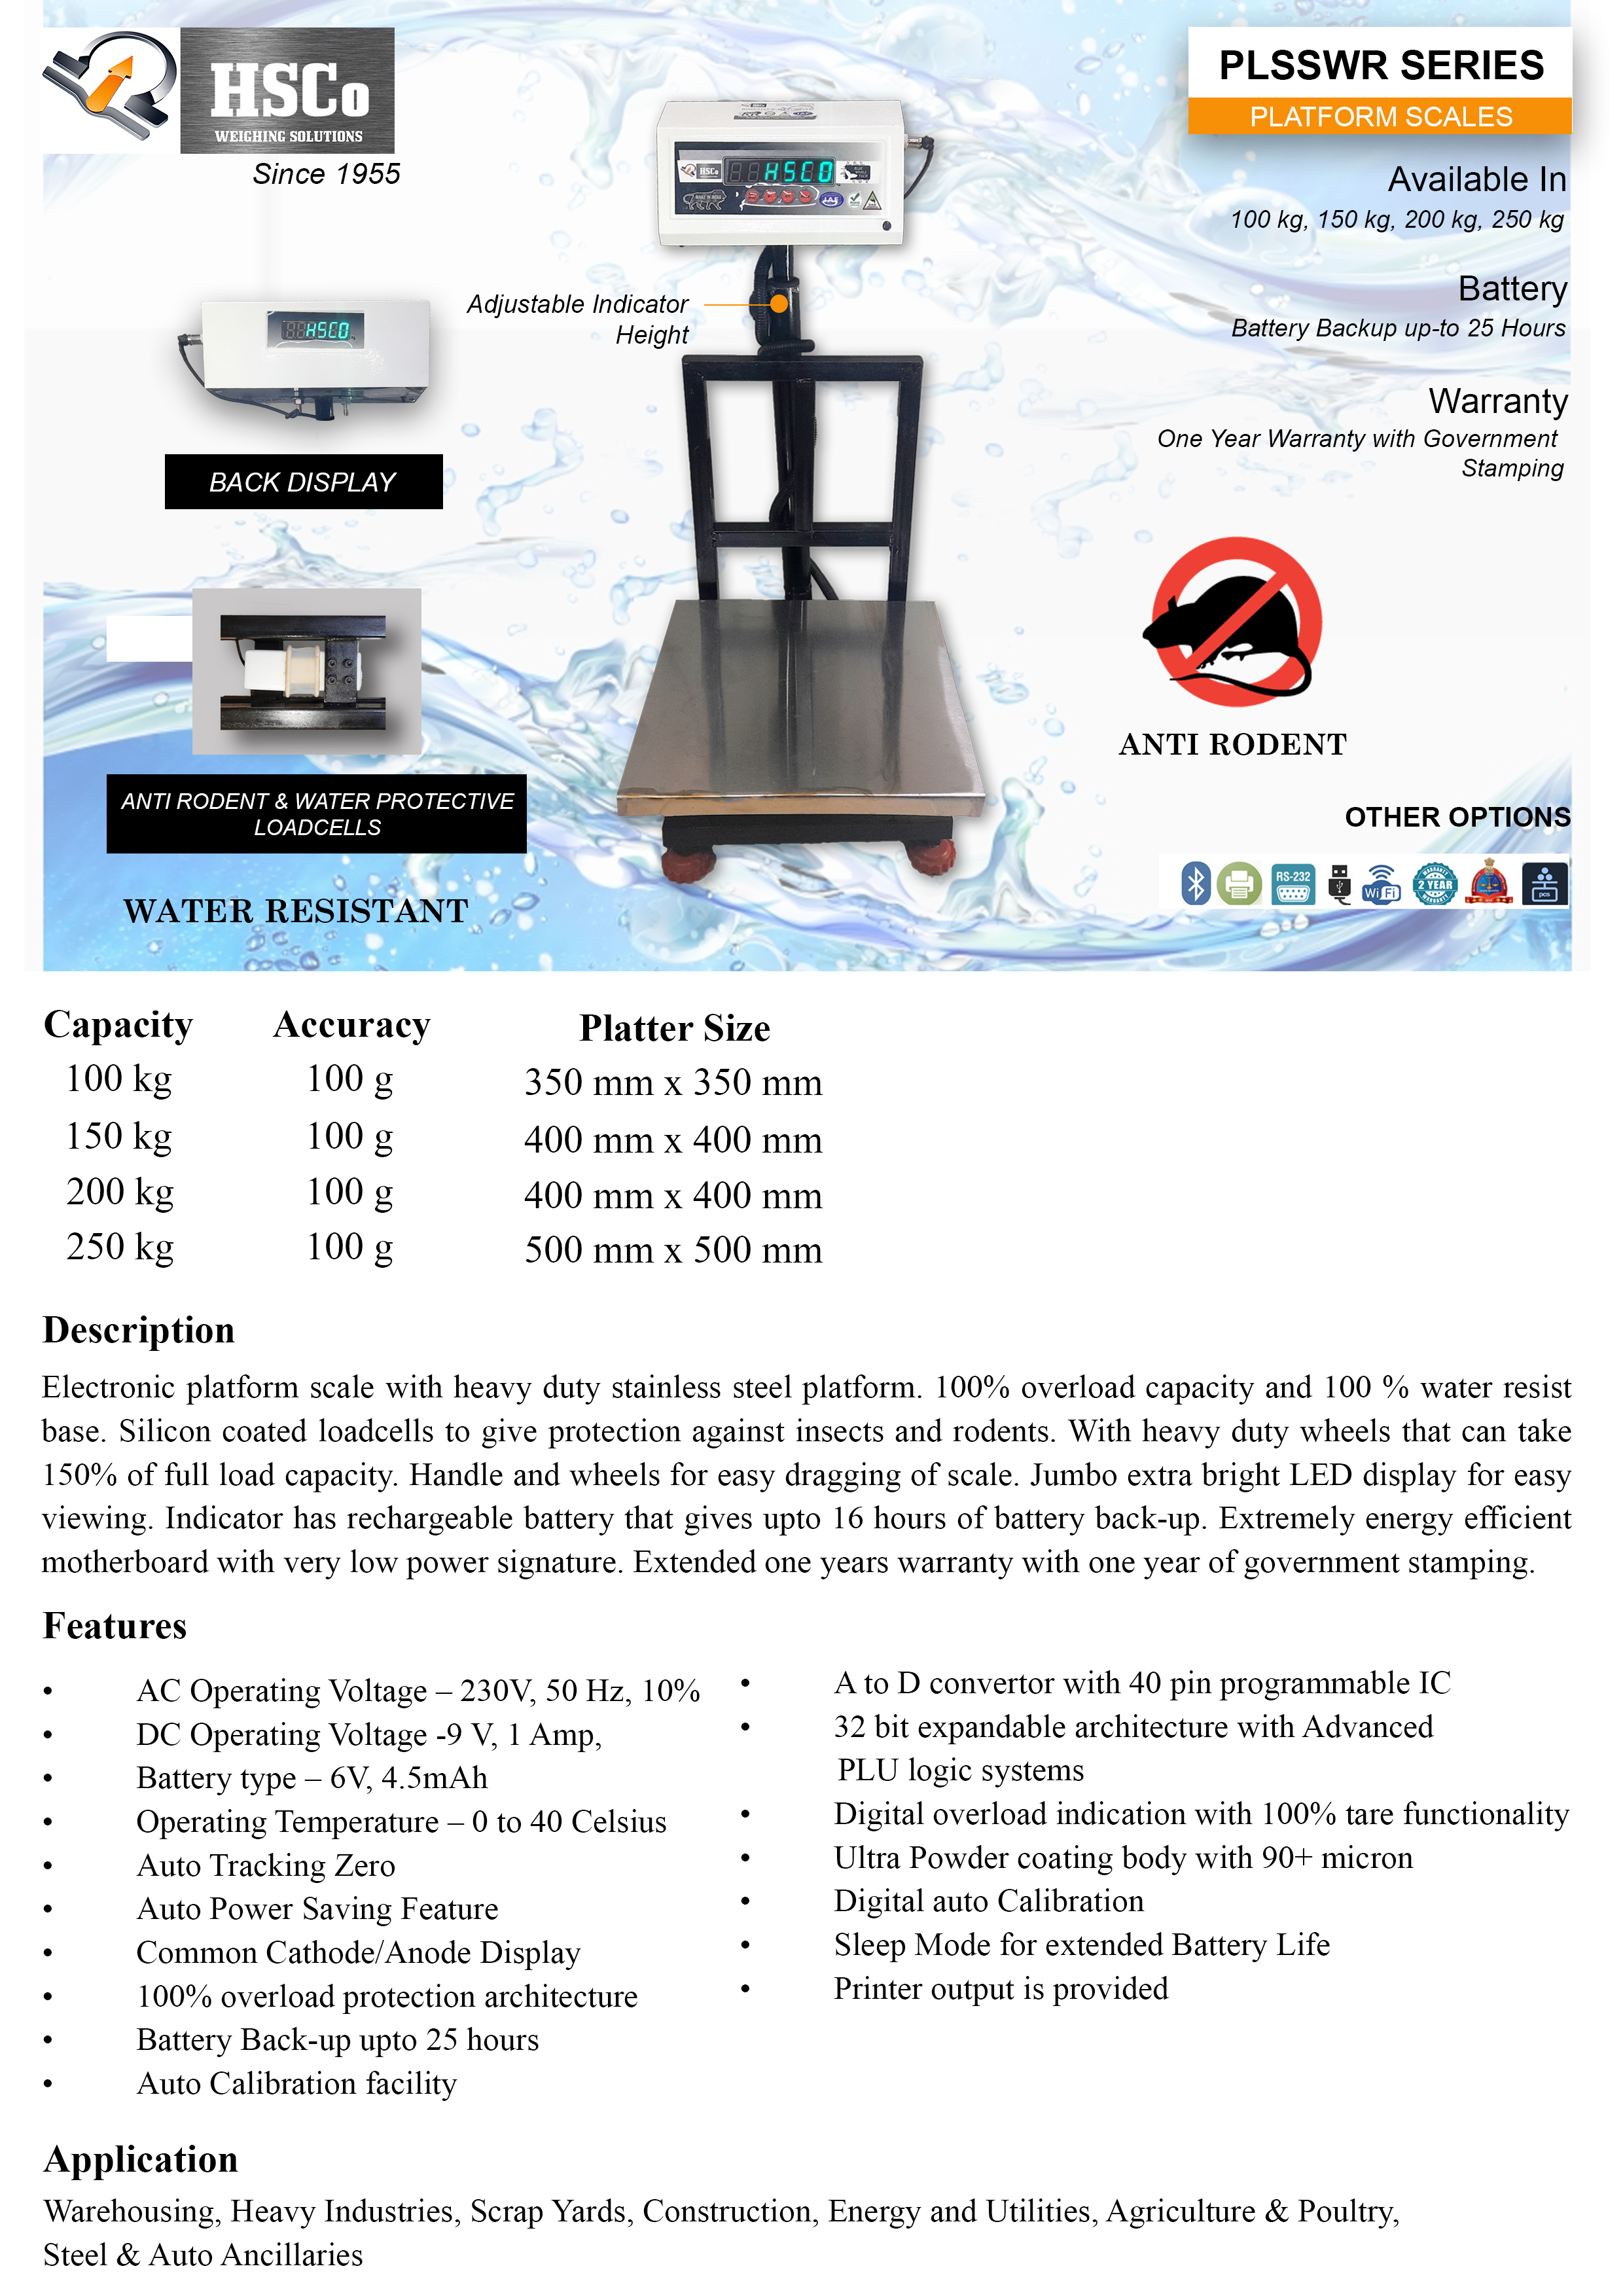 HSCo
WEIGHING SOLUTIONS
Since 1955
PLSSWR SERIES
PLATFORM SCALES
Available In
100 kg, 150 kg, 200 kg, 250 kg
Battery
Battery Backup up-to 25 Hours
Warranty
One Year Warranty with Government
Stamping
HSCo
HSCO
MAKE IN INDIA
Adjustable Indicator
Height
HSCO
BACK DISPLAY
ANTI RODENT & WATER PROTECTIVE
LOADCELLS
WATER RESISTANT
ANTI RODENT
OTHER OPTIONS
RS-232
WiFi
WARRANTY
2 YEAR
WARRANTY
pcs
Capacity Accuracy Platter Size
100 kg 100 g 350 mm x 350 mm
150 kg 100 g 400 mm x 400 mm
200 kg 100 g 400 mm x 400 mm
250 kg 100 g 500 mm x 500 mm
Description
Electronic platform scale with heavy duty stainless steel platform. 100% overload capacity and 100 % water resist
base. Silicon coated loadcells to give protection against insects and rodents. With heavy duty wheels that can take
150% of full load capacity. Handle and wheels for easy dragging of scale. Jumbo extra bright LED display for easy
viewing. Indicator has rechargeable battery that gives upto 16 hours of battery back-up. Extremely energy efficient
motherboard with very low power signature. Extended one years warranty with one year of government stamping.
Features
• AC Operating Voltage – 230V, 50 Hz, 10%
• DC Operating Voltage -9 V, 1 Amp,
• Battery type – 6V, 4.5mAh
• Operating Temperature – 0 to 40 Celsius
• Auto Tracking Zero
• Auto Power Saving Feature
• Common Cathode/Anode Display
• 100% overload protection architecture
• Battery Back-up upto 25 hours
• Auto Calibration facility
• A to D convertor with 40 pin programmable IC
• 32 bit expandable architecture with Advanced
PLU logic systems
• Digital overload indication with 100% tare functionality
• Ultra Powder coating body with 90+ micron
• Digital auto Calibration
• Sleep Mode for extended Battery Life
• Printer output is provided
Application
Warehousing, Heavy Industries, Scrap Yards, Construction, Energy and Utilities, Agriculture & Poultry,
Steel & Auto Ancillaries